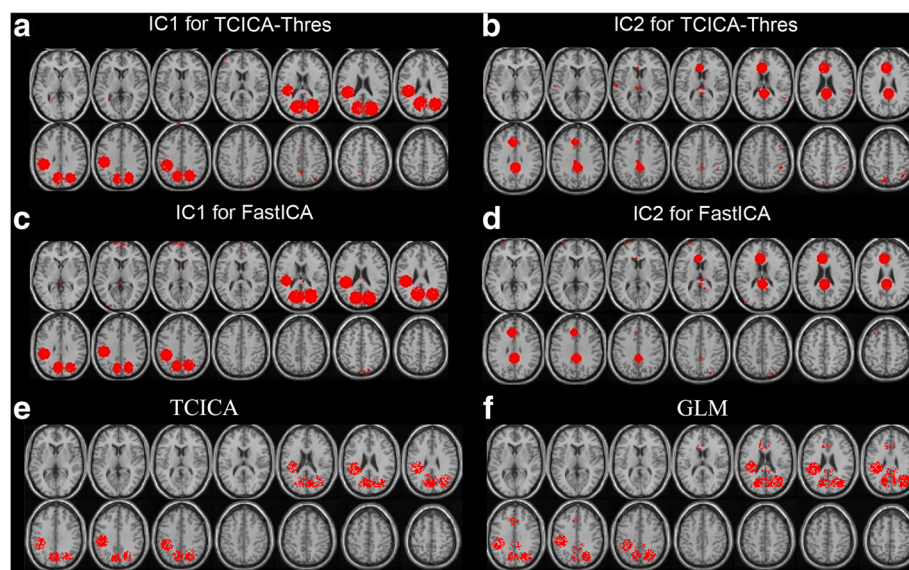 a
IC1 for TCICA-Thres
b
IC2 for TCICA-Thres
c
IC1 for FastICA
d
IC2 for FastICA
e
TCICA
f
GLM